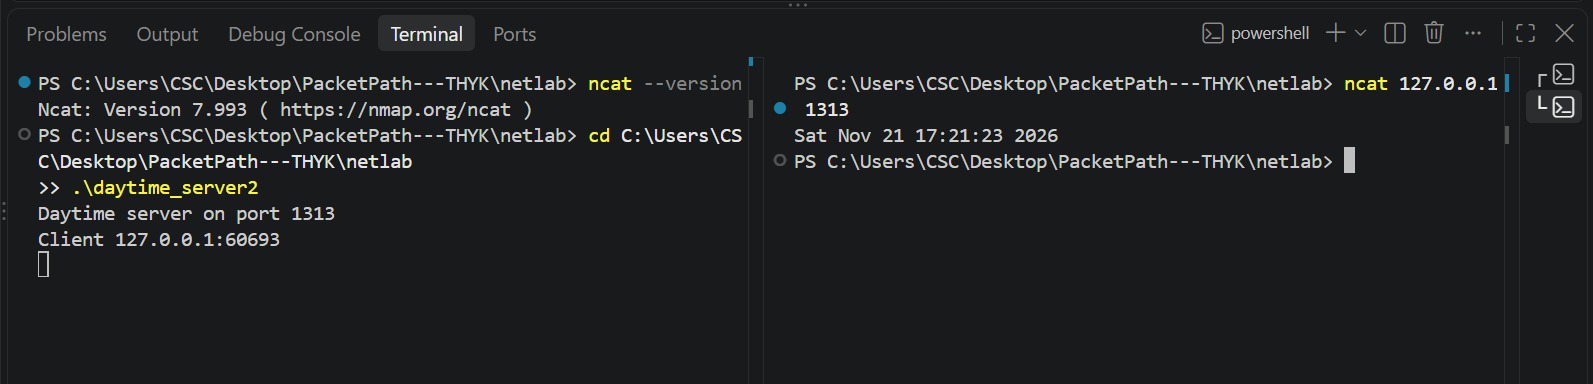 Problems Output Debug Console Terminal Ports powershell
PS C:\Users\CSC\Desktop\PacketPath---THYK\netlab> ncat --version
Ncat: Version 7.993 ( https://nmap.org/ncat )
PS C:\Users\CSC\Desktop\PacketPath---THYK\netlab> cd C:\Users\CS
C\Desktop\PacketPath---THYK\netlab
>> .\daytime_server2
Daytime server on port 1313
Client 127.0.0.1:60693
PS C:\Users\CSC\Desktop\PacketPath---THYK\netlab> ncat 127.0.0.1
1313
Sat Nov 21 17:21:23 2026
PS C:\Users\CSC\Desktop\PacketPath---THYK\netlab>